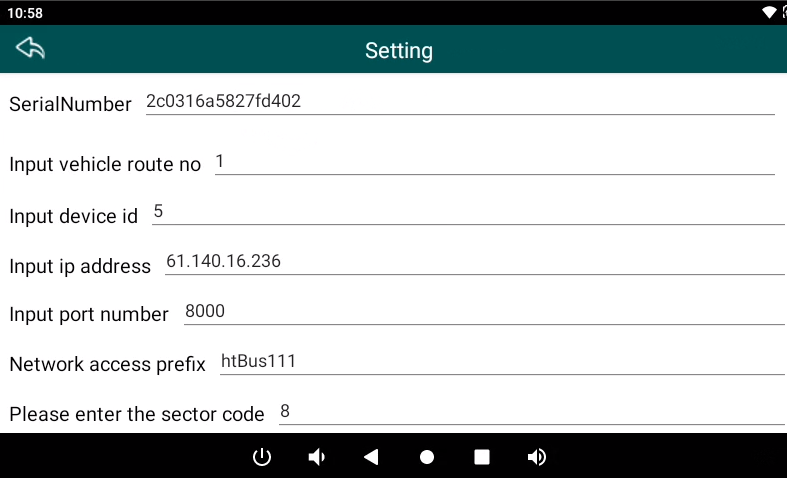 10:58
Setting
SerialNumber 2c0316a5827fd402
Input vehicle route no 1
Input device id 5
Input ip address 61.140.16.236
Input port number 8000
Network access prefix htBus111
Please enter the sector code 8